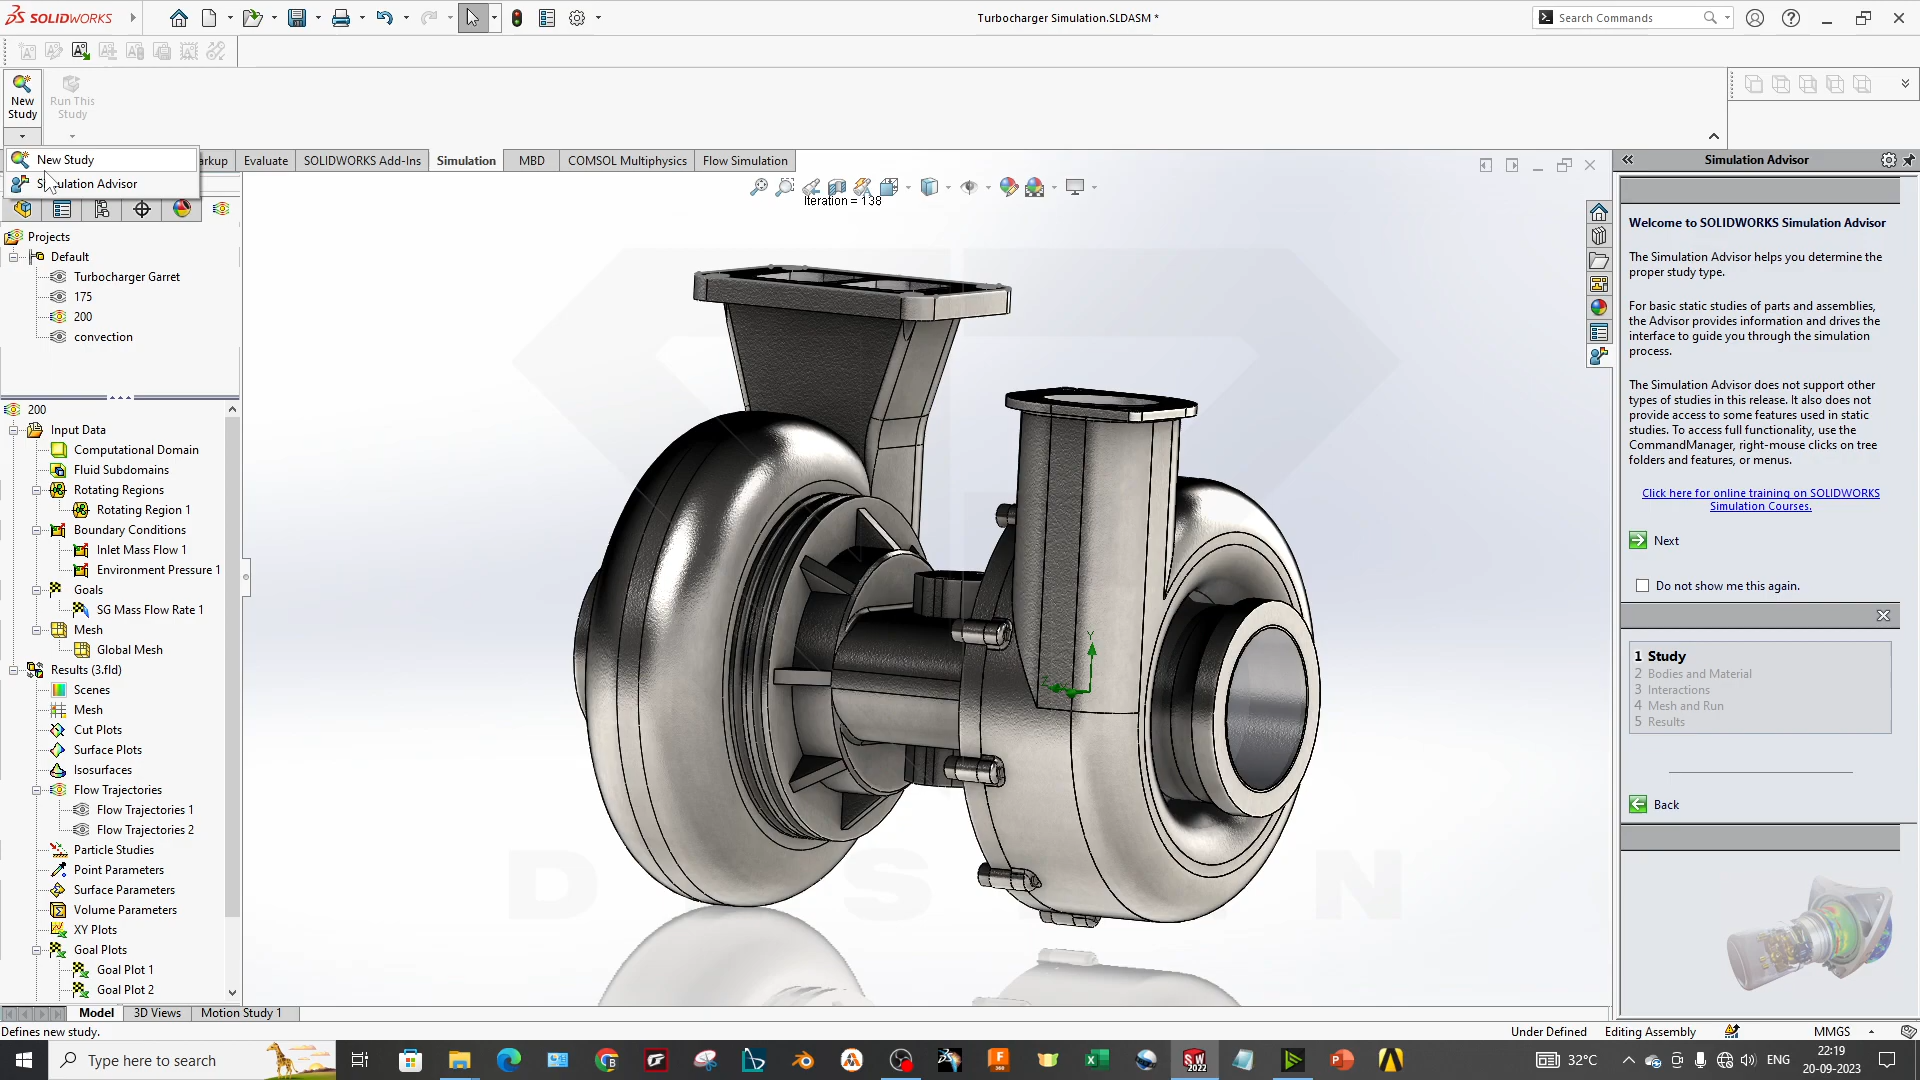 SOLIDWORKS
Turbocharger Simulation.SLDASM *
Search Commands
New Study
Run This Study
New Study
Simulation Advisor
arkup
Evaluate
SOLIDWORKS Add-Ins
Simulation
MBD
COMSOL Multiphysics
Flow Simulation
Iteration = 138
Projects
Default
Turbocharger Garret
175
200
convection
200
Input Data
Computational Domain
Fluid Subdomains
Rotating Regions
Rotating Region 1
Boundary Conditions
Inlet Mass Flow 1
Environment Pressure 1
Goals
SG Mass Flow Rate 1
Mesh
Global Mesh
Results (3.fld)
Scenes
Mesh
Cut Plots
Surface Plots
Isosurfaces
Flow Trajectories
Flow Trajectories 1
Flow Trajectories 2
Particle Studies
Point Parameters
Surface Parameters
Volume Parameters
XY Plots
Goal Plots
Goal Plot 1
Goal Plot 2
Y
Z
Simulation Advisor
Welcome to SOLIDWORKS Simulation Advisor
The Simulation Advisor helps you determine the
proper study type.
For basic static studies of parts and assemblies,
the Advisor provides information and drives the
interface to guide you through the simulation
process.
The Simulation Advisor does not support other
types of studies in this release. It also does not
provide access to some features used in static
studies. To access full functionality, use the
CommandManager, right-mouse clicks on tree
folders and features, or menus.
Click here for online training on SOLIDWORKS
Simulation Courses.
Next
Do not show me this again.
1 Study
2 Bodies and Material
3 Interactions
4 Mesh and Run
5 Results
Back
Model
3D Views
Motion Study 1
Defines new study.
Under Defined
Editing Assembly
MMGS
Type here to search
SW
2022
32°C
ENG
22:19
20-09-2023